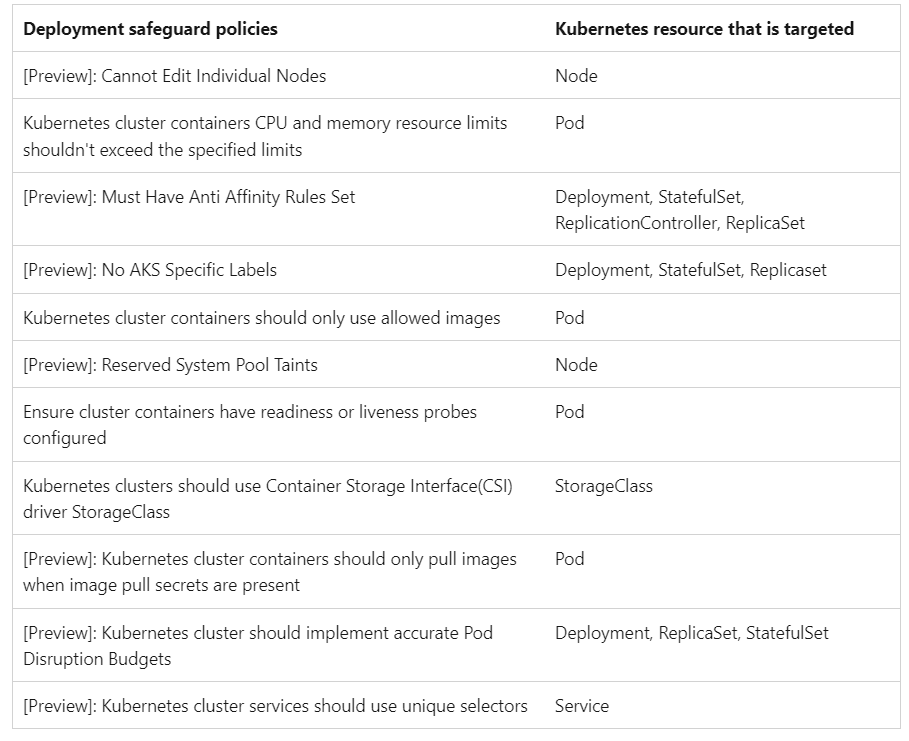 Deployment safeguard policies Kubernetes resource that is targeted
[Preview]: Cannot Edit Individual Nodes Node
Kubernetes cluster containers CPU and memory resource limits Pod
shouldn't exceed the specified limits
[Preview]: Must Have Anti Affinity Rules Set Deployment, StatefulSet,
ReplicationController, ReplicaSet
[Preview]: No AKS Specific Labels Deployment, StatefulSet, Replicaset
Kubernetes cluster containers should only use allowed images Pod
[Preview]: Reserved System Pool Taints Node
Ensure cluster containers have readiness or liveness probes Pod
configured
Kubernetes clusters should use Container Storage Interface(CSI) StorageClass
driver StorageClass
[Preview]: Kubernetes cluster containers should only pull images Pod
when image pull secrets are present
[Preview]: Kubernetes cluster should implement accurate Pod Deployment, ReplicaSet, StatefulSet
Disruption Budgets
[Preview]: Kubernetes cluster services should use unique selectors Service